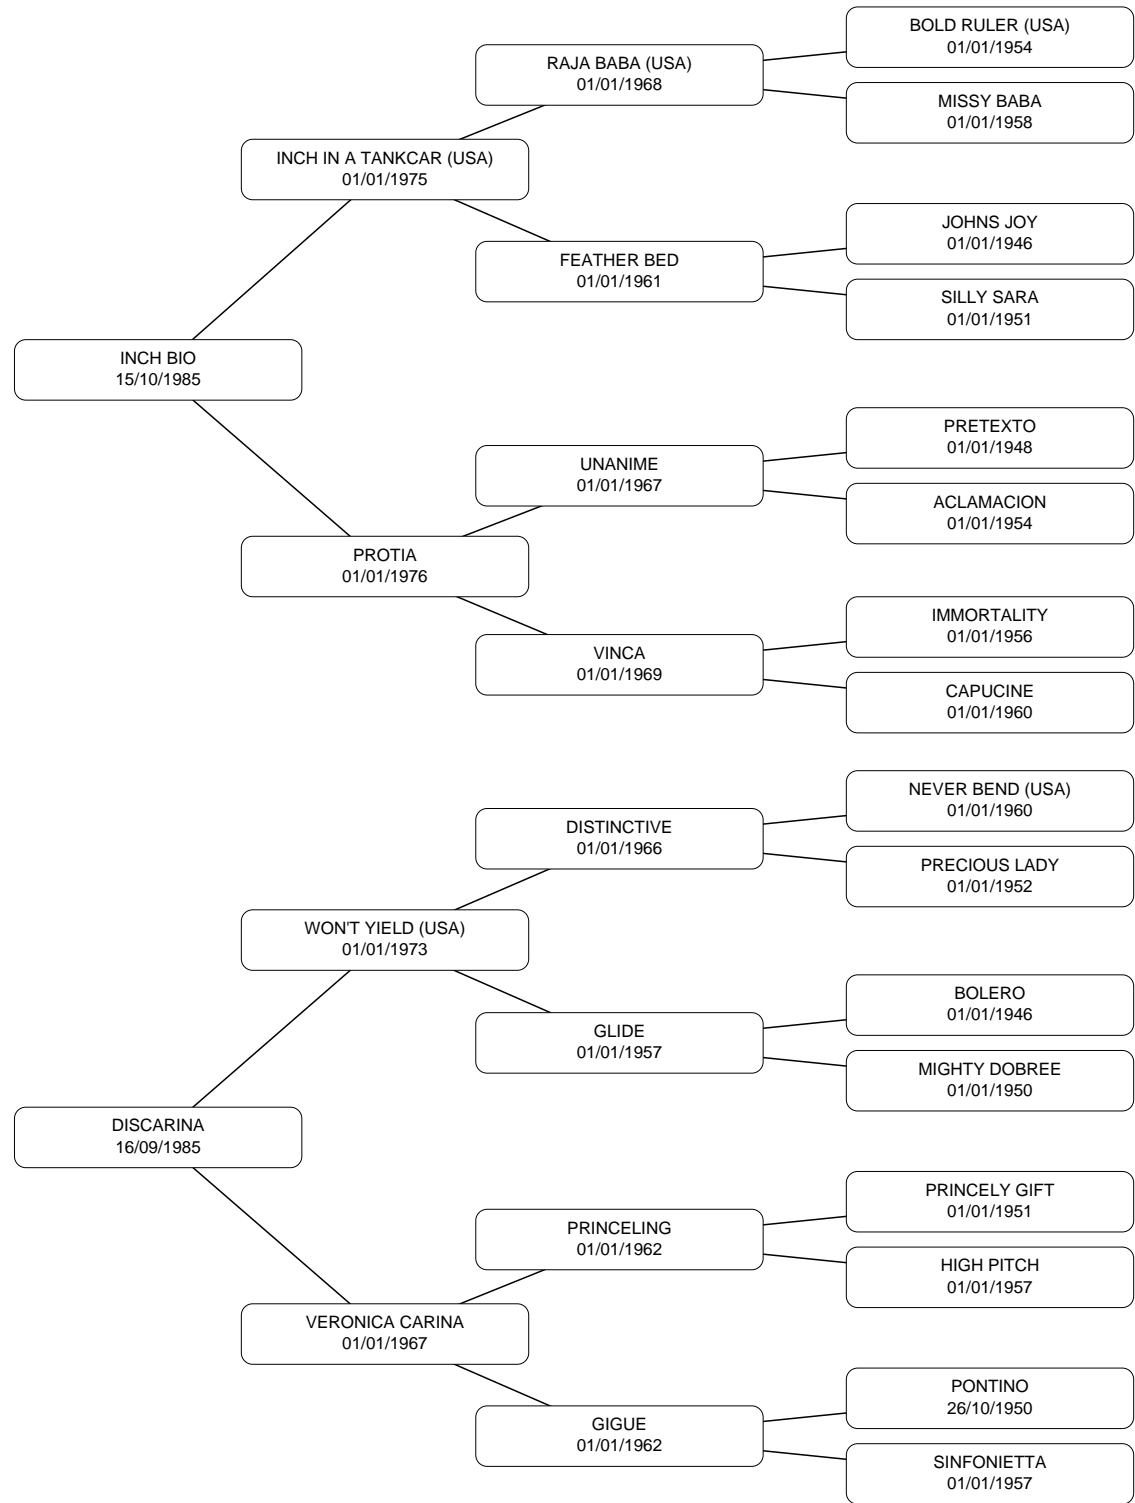 BOLD RULER (USA)
01/01/1954
RAJA BABA (USA)
01/01/1968
MISSY BABA
01/01/1958
INCH IN A TANKCAR (USA)
01/01/1975
JOHNS JOY
01/01/1946
FEATHER BED
01/01/1961
SILLY SARA
01/01/1951
INCH BIO
15/10/1985
PRETEXTO
01/01/1948
UNANIME
01/01/1967
ACLAMACION
01/01/1954
PROTIA
01/01/1976
IMMORTALITY
01/01/1956
VINCA
01/01/1969
CAPUCINE
01/01/1960
NEVER BEND (USA)
01/01/1960
DISTINCTIVE
01/01/1966
PRECIOUS LADY
01/01/1952
WON'T YIELD (USA)
01/01/1973
BOLERO
01/01/1946
GLIDE
01/01/1957
MIGHTY DOBREE
01/01/1950
DISCARINA
16/09/1985
PRINCELY GIFT
01/01/1951
PRINCELING
01/01/1962
HIGH PITCH
01/01/1957
VERONICA CARINA
01/01/1967
PONTINO
26/10/1950
GIGUE
01/01/1962
SINFONIETTA
01/01/1957